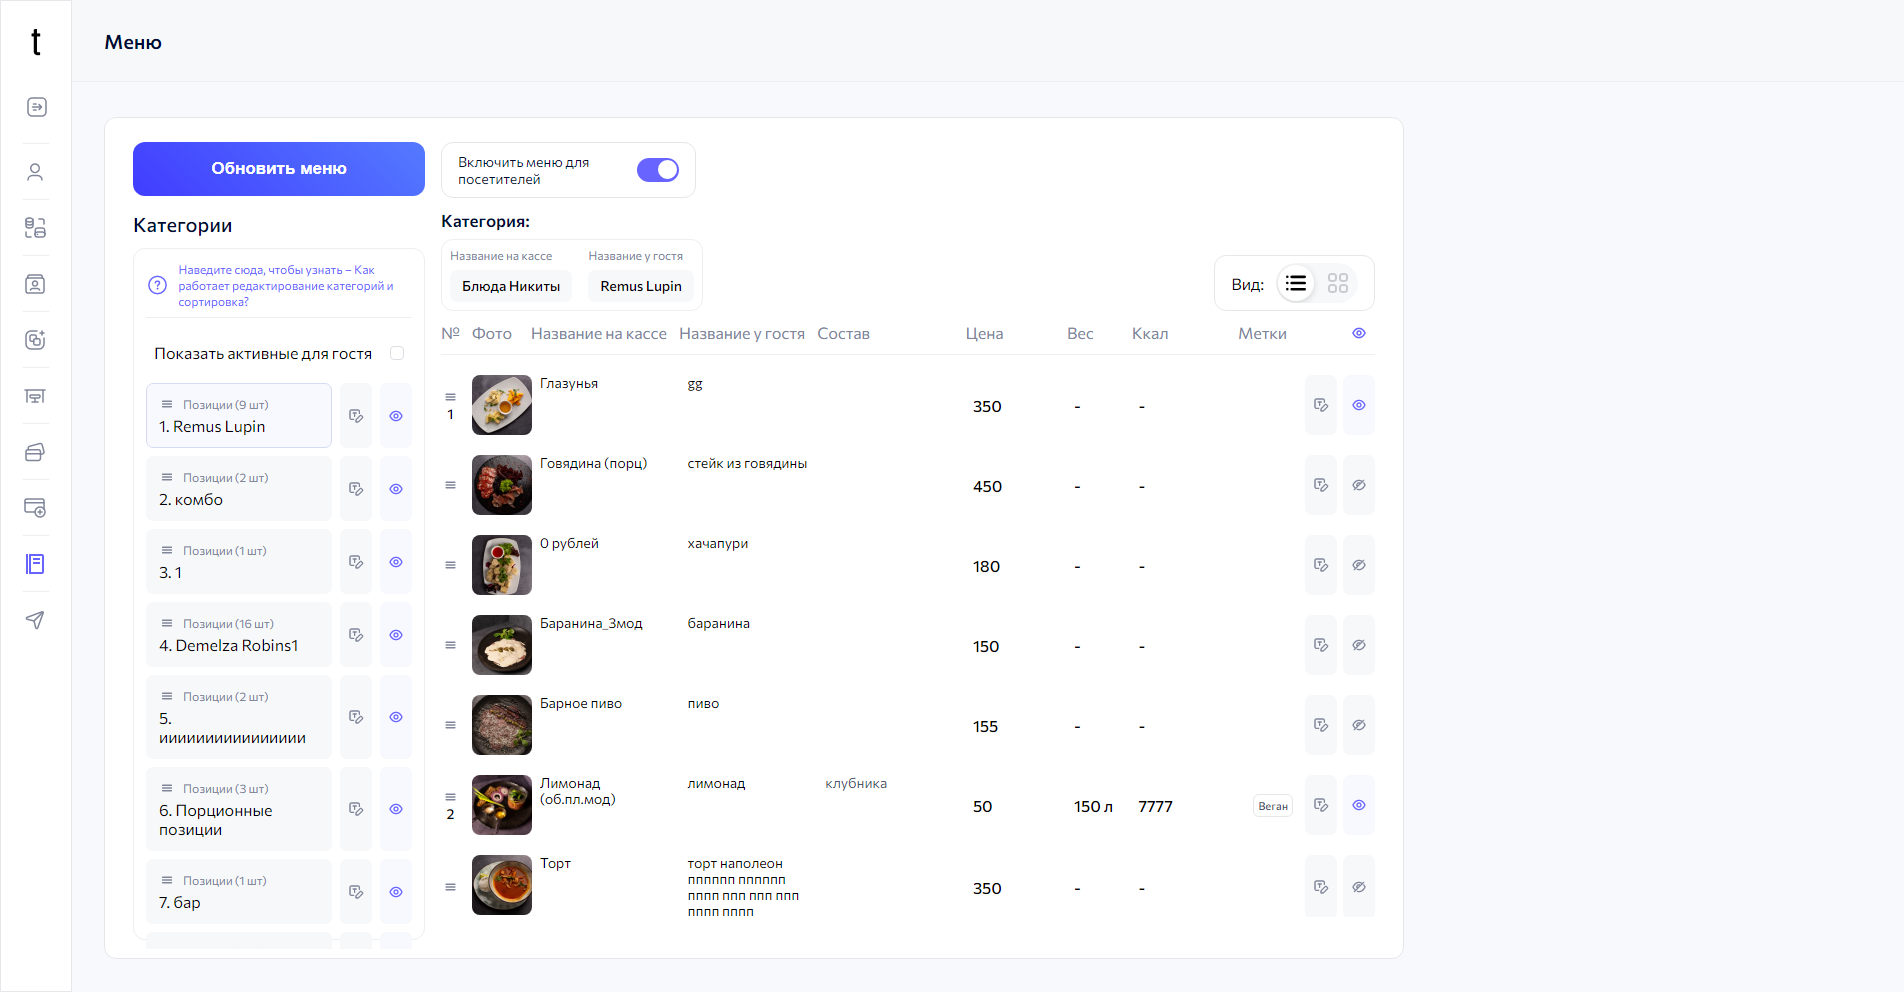 t
Меню
Обновить меню
Включить меню для
посетителей
Категории
Наведите сюда, чтобы узнать – Как
работает редактирование категорий и
сортировка?
Показать активные для гостя
Позиции (9 шт)
1. Remus Lupin
Позиции (2 шт)
2. комбо
Позиции (1 шт)
3. 1
Позиции (16 шт)
4. Demelza Robins1
Позиции (2 шт)
5.
ииииииииииииииии
Позиции (3 шт)
6. Порционные
позиции
Позиции (1 шт)
7. бар
Категория:
Название на кассе
Название у гостя
Блюда Никиты
Remus Lupin
Вид:
№ Фото Название на кассе Название у гостя Состав Цена Вес Ккал Метки
1 Глазунья gg 350 - -
Говядина (порц) стейк из говядины 450 - -
0 рублей хачапури 180 - -
Баранина_3мод баранина 150 - -
Барное пиво пиво 155 - -
2 Лимонад
(об.пл.мод) лимонад клубника 50 150 л 7777 Веган
Торт торт наполеон
пппппп пппппп
пппп ппп ппп ппп
пппп пппп 350 - -